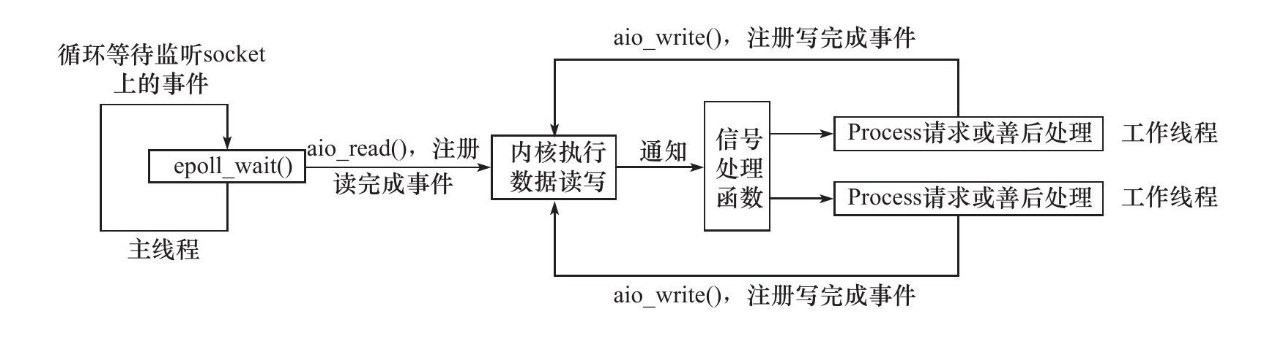 aio_write()，注册写完成事件
循环等待监听socket
上的事件
epoll_wait()
主线程
aio_read()，注册
读完成事件
内核执行
数据读写
通知
信号
处理
函数
Process请求或善后处理
工作线程
Process请求或善后处理
工作线程
aio_write()，注册写完成事件